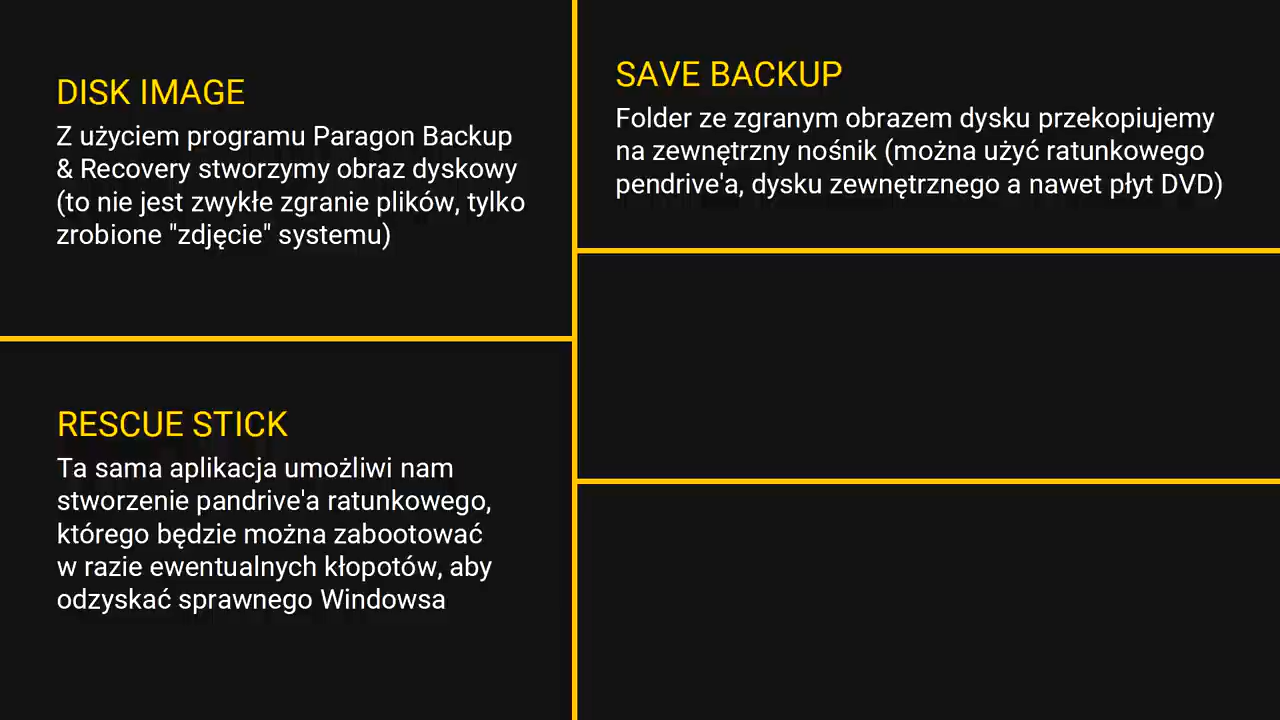 DISK IMAGE
Z użyciem programu Paragon Backup
& Recovery stworzymy obraz dyskowy
(to nie jest zwykłe zgranie plików, tylko
zrobione "zdjęcie" systemu)
RESCUE STICK
Ta sama aplikacja umożliwi nam
stworzenie pandrive'a ratunkowego,
którego będzie można zabootować
w razie ewentualnych kłopotów, aby
odzyskać sprawnego Windowsa
SAVE BACKUP
Folder ze zgranym obrazem dysku przekopiujemy
na zewnętrzny nośnik (można użyć ratunkowego
pendrive'a, dysku zewnętrznego a nawet płyt DVD)